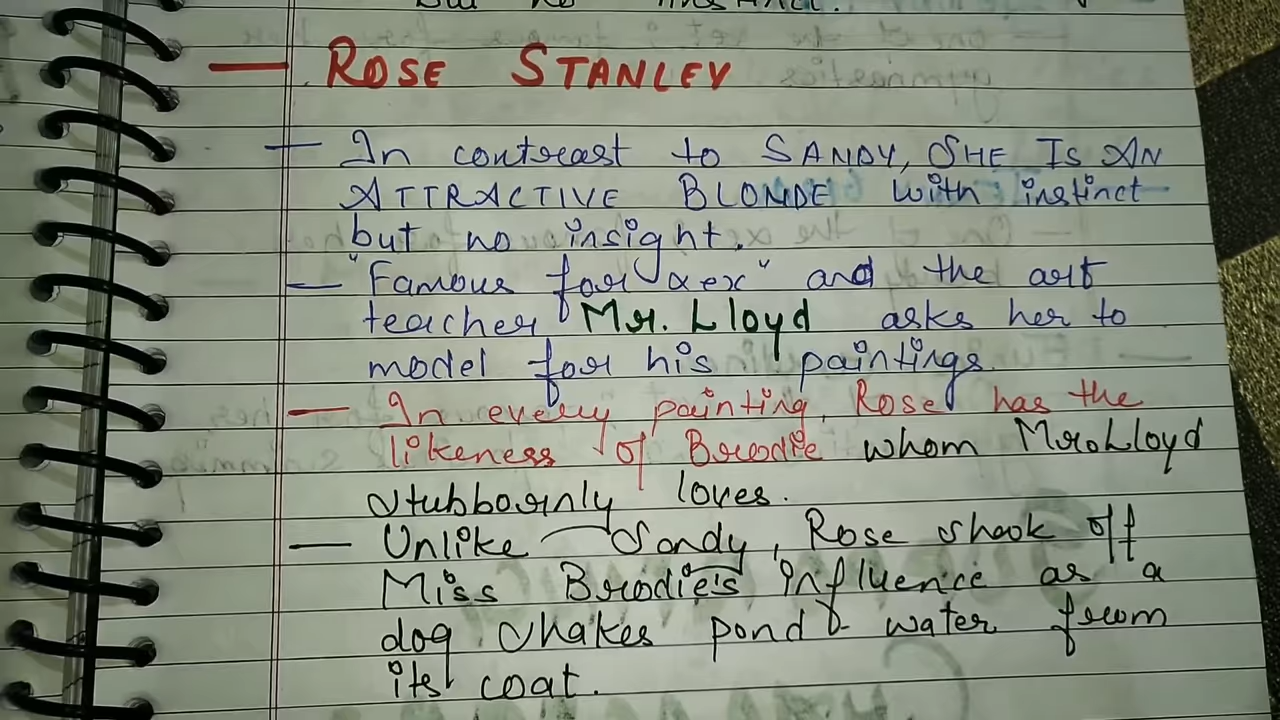 — ROSE STANLEY
— In contrast to SANDY, SHE IS AN
ATTRACTIVE BLONDE with instinct
but no insight.
— "Famous for sex" and the art
teacher Mr. Lloyd asks her to
model for his paintings
— In every painting, Rose has the
likeness of Brodie whom Mr. Lloyd
stubbornly loves.
— Unlike Sandy, Rose shook off
Miss Brodie's influence as a
dog shakes pond water from
its coat.